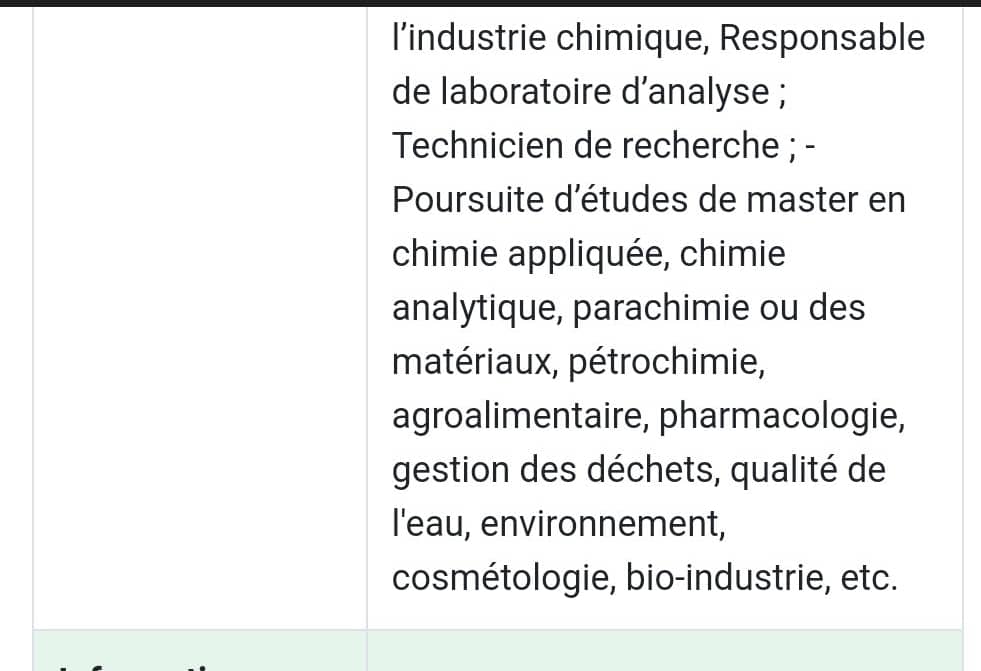 l’industrie chimique, Responsable
de laboratoire d’analyse ;
Technicien de recherche ; -
Poursuite d’études de master en
chimie appliquée, chimie
analytique, parachimie ou des
matériaux, pétrochimie,
agroalimentaire, pharmacologie,
gestion des déchets, qualité de
l'eau, environnement,
cosmétologie, bio-industrie, etc.